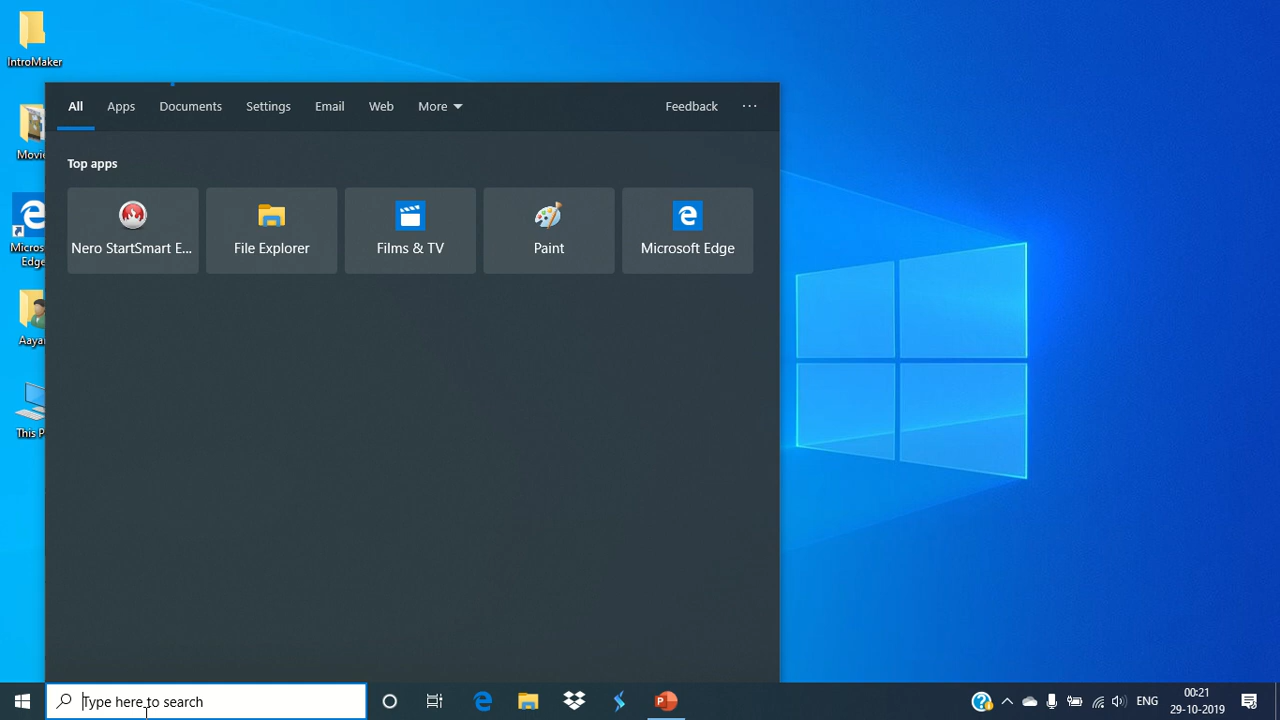 IntroMaker
Movie
Micros
Edge
Aayan
This P
All Apps Documents Settings Email Web More Feedback ...
Top apps
Nero StartSmart E... File Explorer Films & TV Paint Microsoft Edge
Type here to search
ENG
00:21
29-10-2019